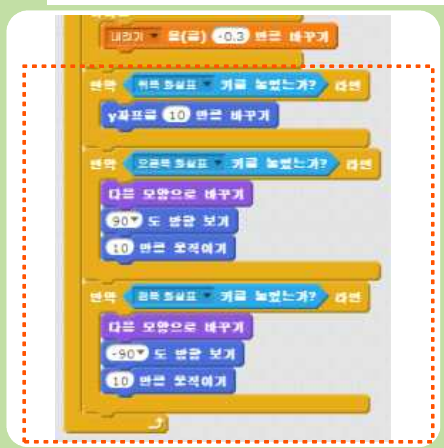 내리기 을(를) -0.3 만큼 바꾸기
만약 위쪽 화살표 키를 눌렀는가? 라면
y좌표를 10 만큼 바꾸기
만약 오른쪽 화살표 키를 눌렀는가? 라면
다음 모양으로 바꾸기
90 도 방향 보기
10 만큼 움직이기
만약 왼쪽 화살표 키를 눌렀는가? 라면
다음 모양으로 바꾸기
-90 도 방향 보기
10 만큼 움직이기